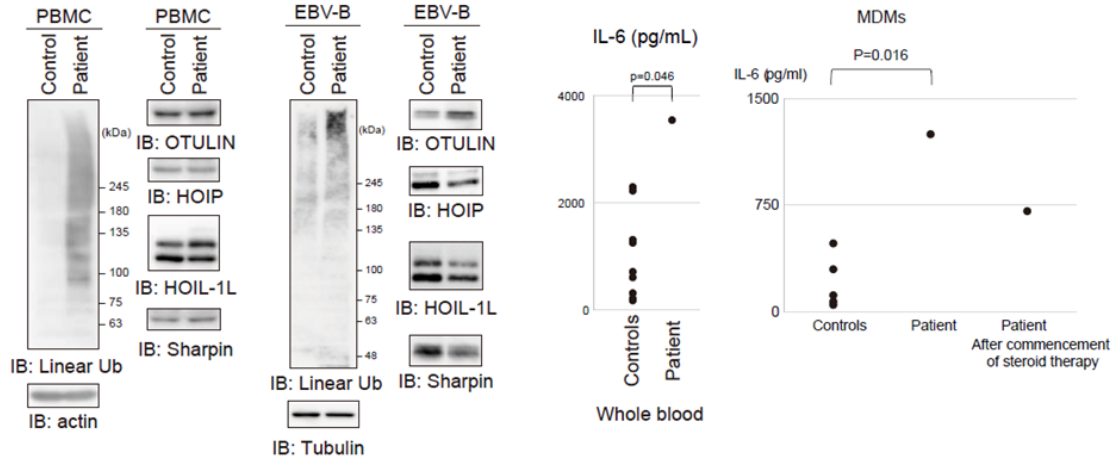 PBMC
Control
Patient
(kDa)
245
180
135
100
75
63
IB: Linear Ub
IB: actin
PBMC
Control
Patient
IB: OTULIN
IB: HOIP
IB: HOIL-1L
IB: Sharpin
EBV-B
Control
Patient
(kDa)
245
180
135
100
75
63
48
IB: Linear Ub
IB: Tubulin
EBV-B
Control
Patient
IB: OTULIN
IB: HOIP
IB: HOIL-1L
IB: Sharpin
IL-6 (pg/mL)
p=0.046
4000
2000
0
Controls
Patient
Whole blood
MDMs
P=0.016
IL-6 (pg/ml)
1500
750
0
Controls
Patient
Patient
After commencement
of steroid therapy